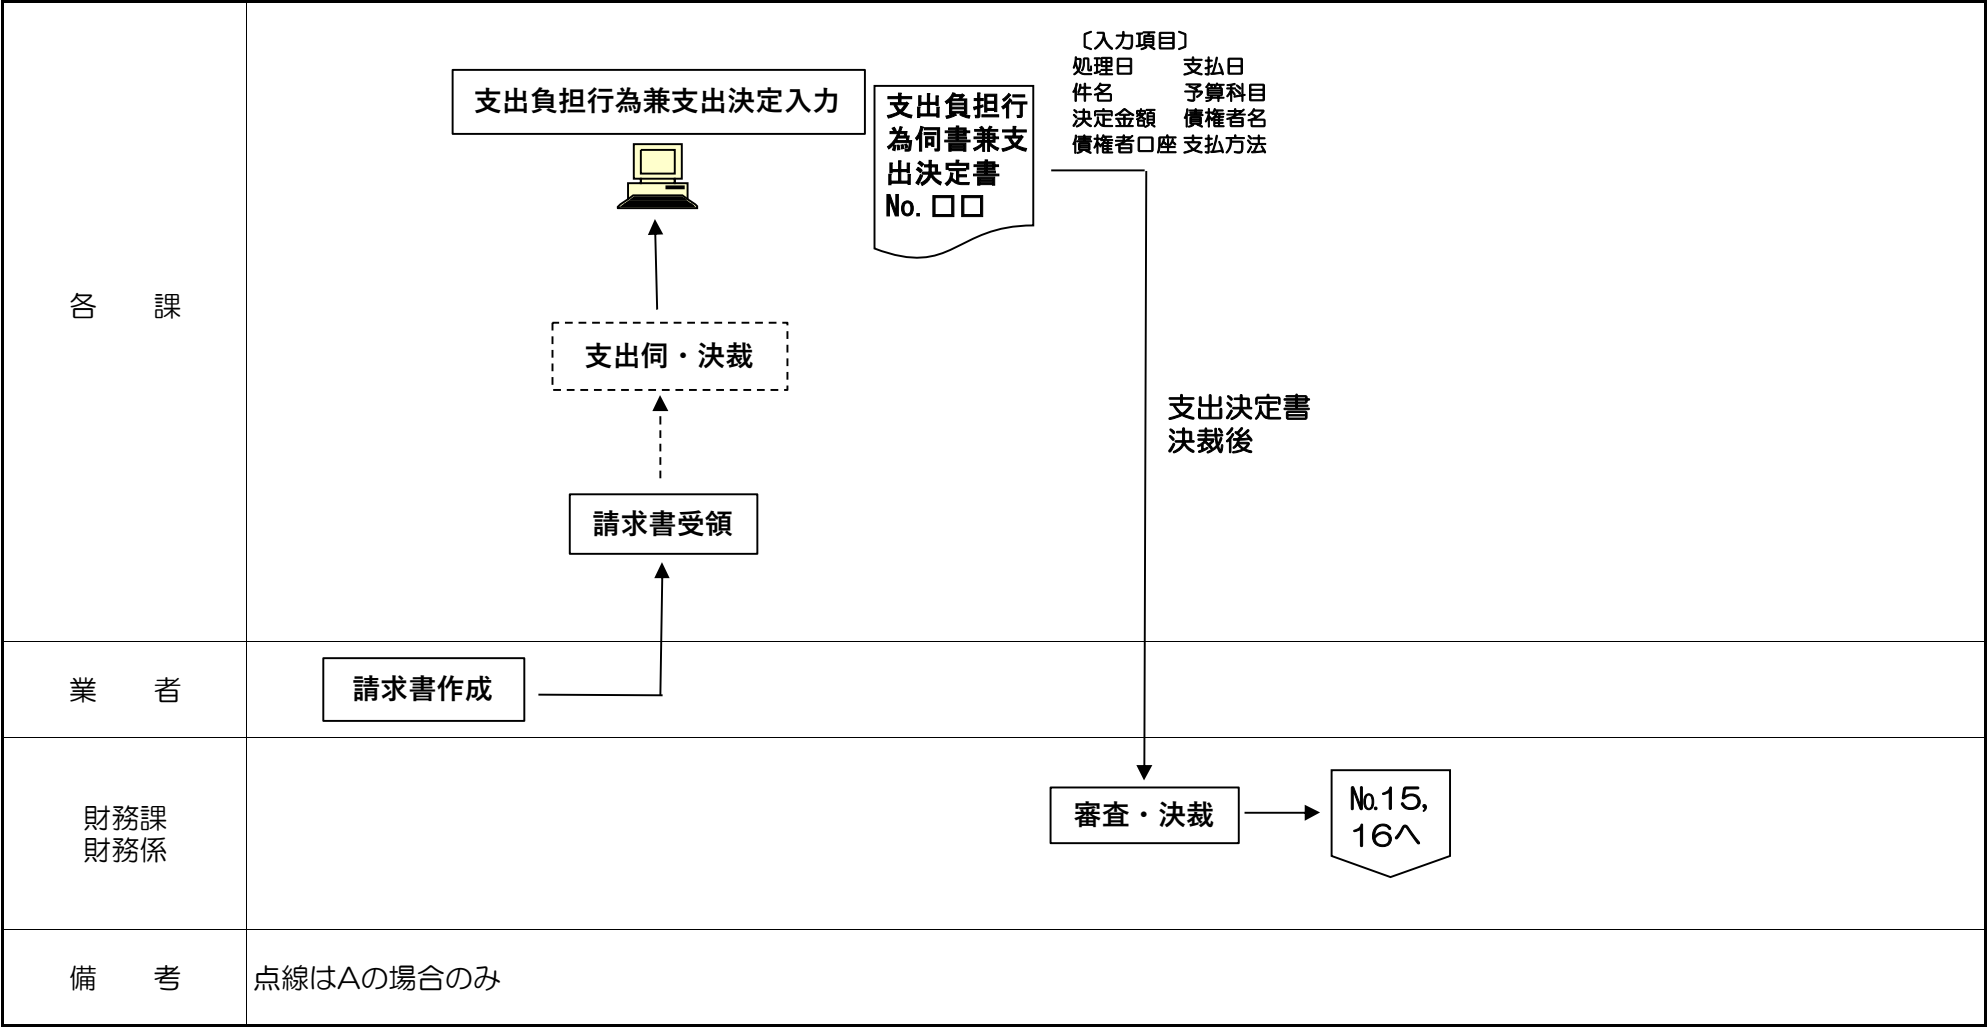 各　　課
支出負担行為兼支出決定入力
支出負担行
為伺書兼支
出決定書
No. □□
〔入力項目〕
処理日　　支払日
件名　　　予算科目
決定金額　債権者名
債権者口座 支払方法
支出伺・決裁
支出決定書
決裁後
請求書受領
業　　者
請求書作成
財務課
財務係
審査・決裁
№15,
16へ
備　　考
点線はAの場合のみ